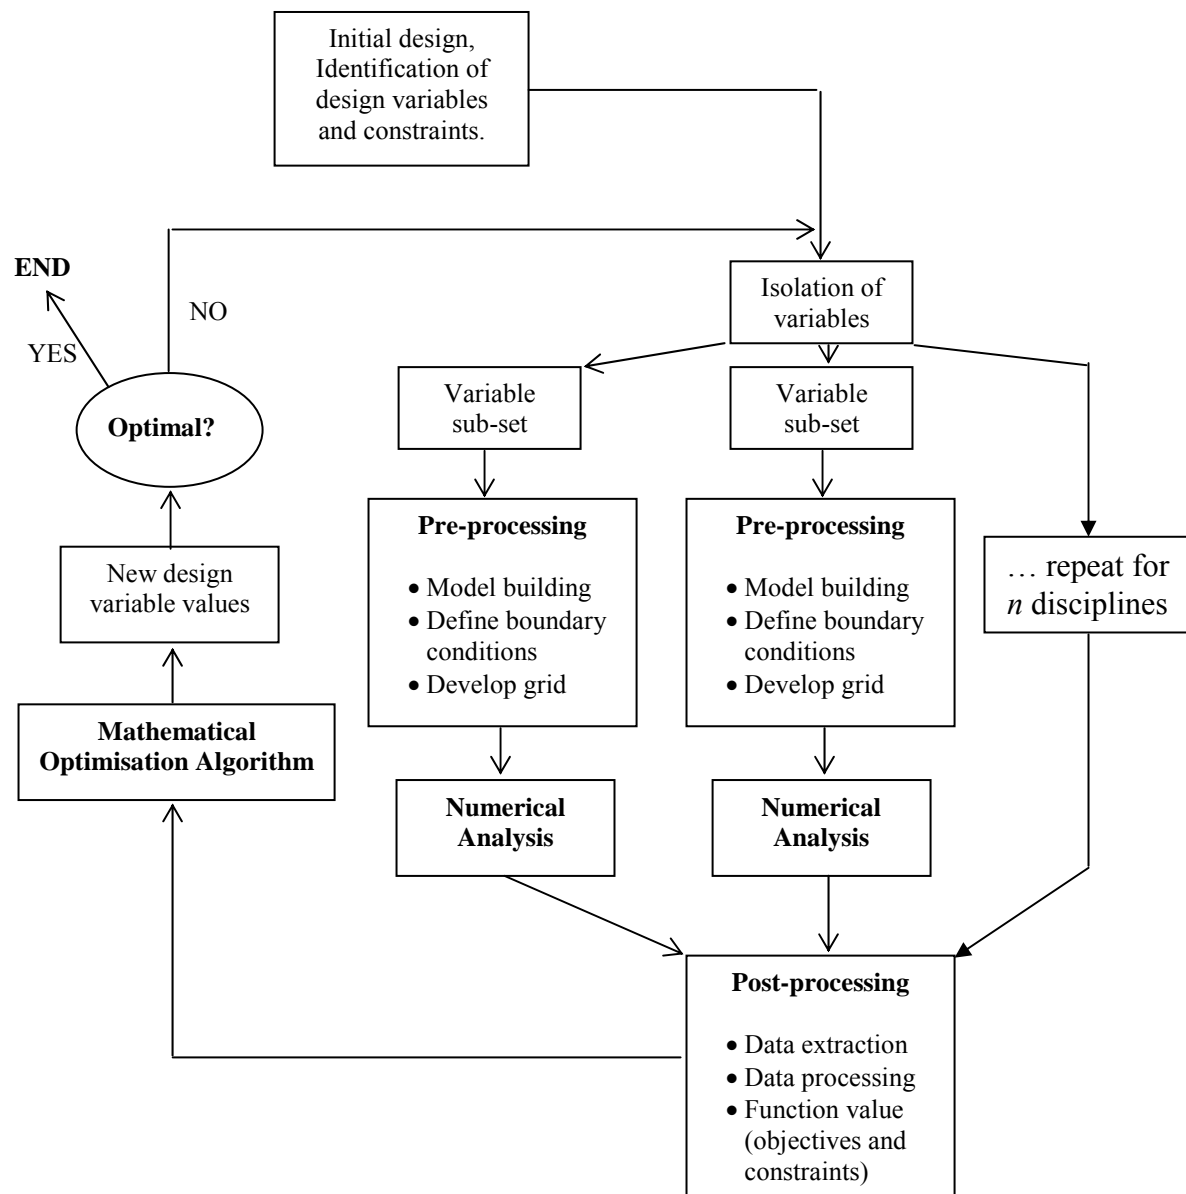 Initial design,
Identification of
design variables
and constraints.
END
NO
YES
Isolation of
variables
Optimal?
Variable
sub-set
Variable
sub-set
Pre-processing
• Model building
• Define boundary
conditions
• Develop grid
Pre-processing
• Model building
• Define boundary
conditions
• Develop grid
… repeat for
n disciplines
New design
variable values
Mathematical
Optimisation Algorithm
Numerical
Analysis
Numerical
Analysis
Post-processing
• Data extraction
• Data processing
• Function value
(objectives and
constraints)